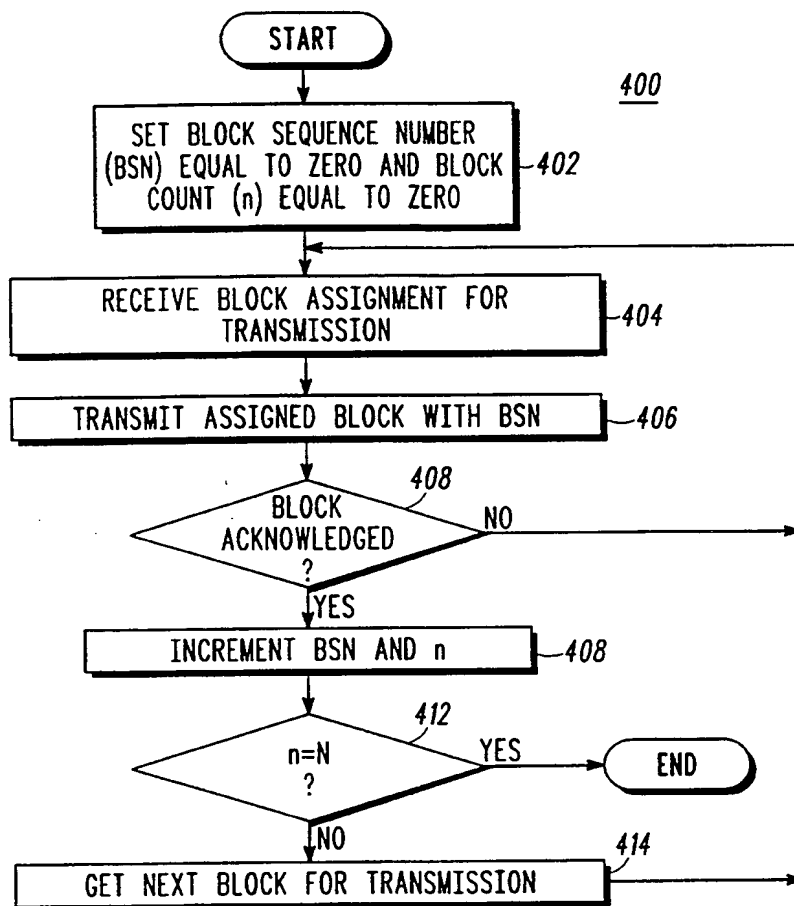 START
400
SET BLOCK SEQUENCE NUMBER
(BSN) EQUAL TO ZERO AND BLOCK
COUNT (n) EQUAL TO ZERO
402
RECEIVE BLOCK ASSIGNMENT FOR
TRANSMISSION
404
TRANSMIT ASSIGNED BLOCK WITH BSN
406
408
BLOCK
ACKNOWLEDGED
?
NO
YES
INCREMENT BSN AND n
408
412
n=N
?
YES
END
NO
414
GET NEXT BLOCK FOR TRANSMISSION